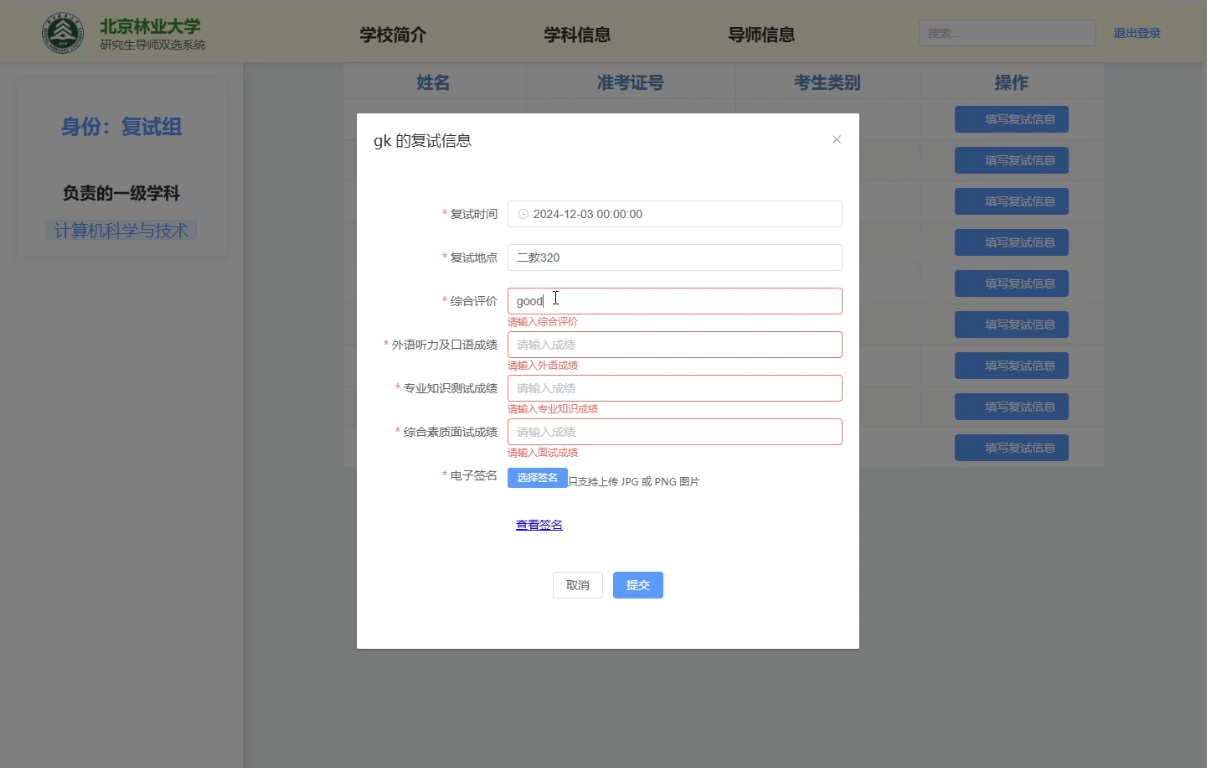 北京林业大学
研究生导师双选系统
学校简介
学科信息
导师信息
搜索...
退出登录
身份：复试组
负责的一级学科
计算机科学与技术
姓名
准考证号
考生类别
操作
填写复试信息
填写复试信息
填写复试信息
填写复试信息
填写复试信息
填写复试信息
填写复试信息
填写复试信息
填写复试信息
gk 的复试信息
* 复试时间
2024-12-03 00:00:00
* 复试地点
二教320
* 综合评价
good
请输入综合评价
* 外语听力及口语成绩
请输入成绩
请输入外语成绩
* 专业知识测试成绩
请输入成绩
请输入专业知识成绩
* 综合素质面试成绩
请输入成绩
请输入面试成绩
* 电子签名
选择签名
只支持上传 JPG 或 PNG 图片
查看签名
取消
提交